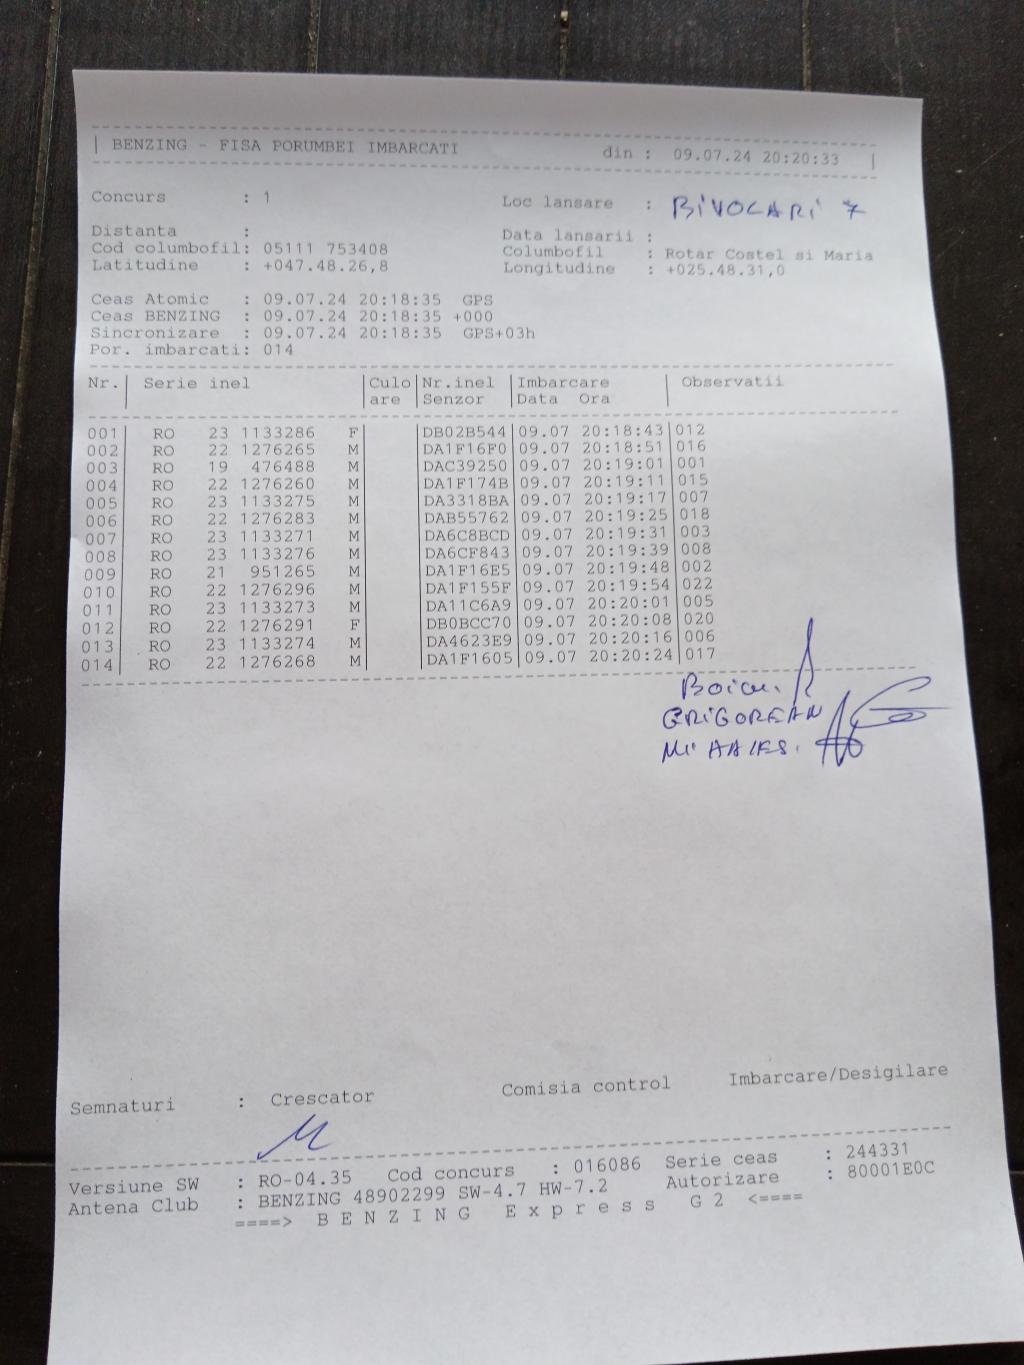 BENZING - FISA PORUMBEI IMBARCATI din : 09.07.24 20:20:33
Concurs : 1 Loc lansare : BIVOLARI 7
Distanta : Data lansarii :
Cod columbofil: 05111 753408 Columbofil : Rotar Costel si Maria
Latitudine : +047.48.26,8 Longitudine : +025.48.31,0
Ceas Atomic : 09.07.24 20:18:35 GPS
Ceas BENZING : 09.07.24 20:18:35 +000
Sincronizare : 09.07.24 20:18:35 GPS+03h
Por. imbarcati: 014
Nr. Serie inel Culo Nr.inel Imbarcare Observatii
are Senzor Data Ora
001 RO 23 1133286 F DB02B544 09.07 20:18:43 012
002 RO 22 1276265 M DA1F16F0 09.07 20:18:51 016
003 RO 19 476488 M DAC39250 09.07 20:19:01 001
004 RO 22 1276260 M DA1F174B 09.07 20:19:11 015
005 RO 23 1133275 M DA3318BA 09.07 20:19:17 007
006 RO 22 1276283 M DAB55762 09.07 20:19:25 018
007 RO 23 1133271 M DA6C8BCD 09.07 20:19:31 003
008 RO 23 1133276 M DA6CF843 09.07 20:19:39 008
009 RO 21 951265 M DA1F16E5 09.07 20:19:48 002
010 RO 22 1276296 M DA1F155F 09.07 20:19:54 022
011 RO 23 1133273 M DA11C6A9 09.07 20:20:01 005
012 RO 22 1276291 F DB0BCC70 09.07 20:20:08 020
013 RO 23 1133274 M DA4623E9 09.07 20:20:16 006
014 RO 22 1276268 M DA1F1605 09.07 20:20:24 017
GRIGOREAN
Semnaturi : Crescator Comisia control Imbarcare/Desigilare
Versiune SW : RO-04.35 Cod concurs : 016086 Serie ceas : 244331
Antena Club : BENZING 48902299 SW-4.7 HW-7.2 Autorizare : 80001E0C
====> B E N Z I N G E x p r e s s G 2 <====